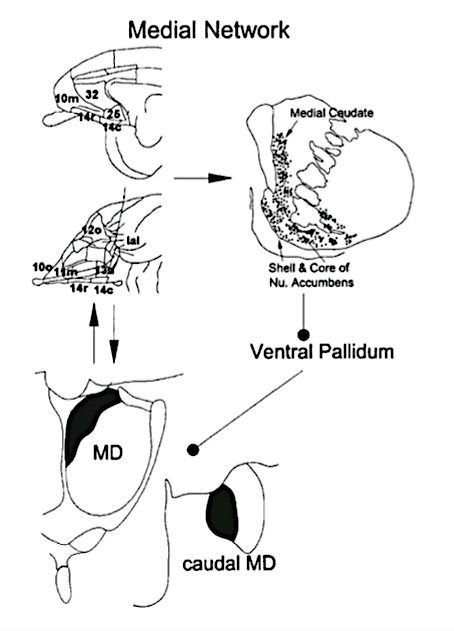 Medial Network
32
10m
14r
25
14c
Medial Caudate
12o
Iai
10o
11m
13a
14r
14c
Shell & Core of
Nu. Accumbens
Ventral Pallidum
MD
caudal MD